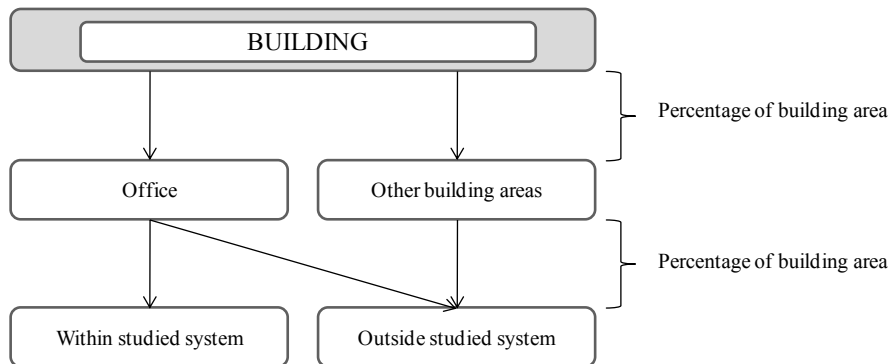 BUILDING
Percentage of building area
Office
Other building areas
Percentage of building area
Within studied system
Outside studied system